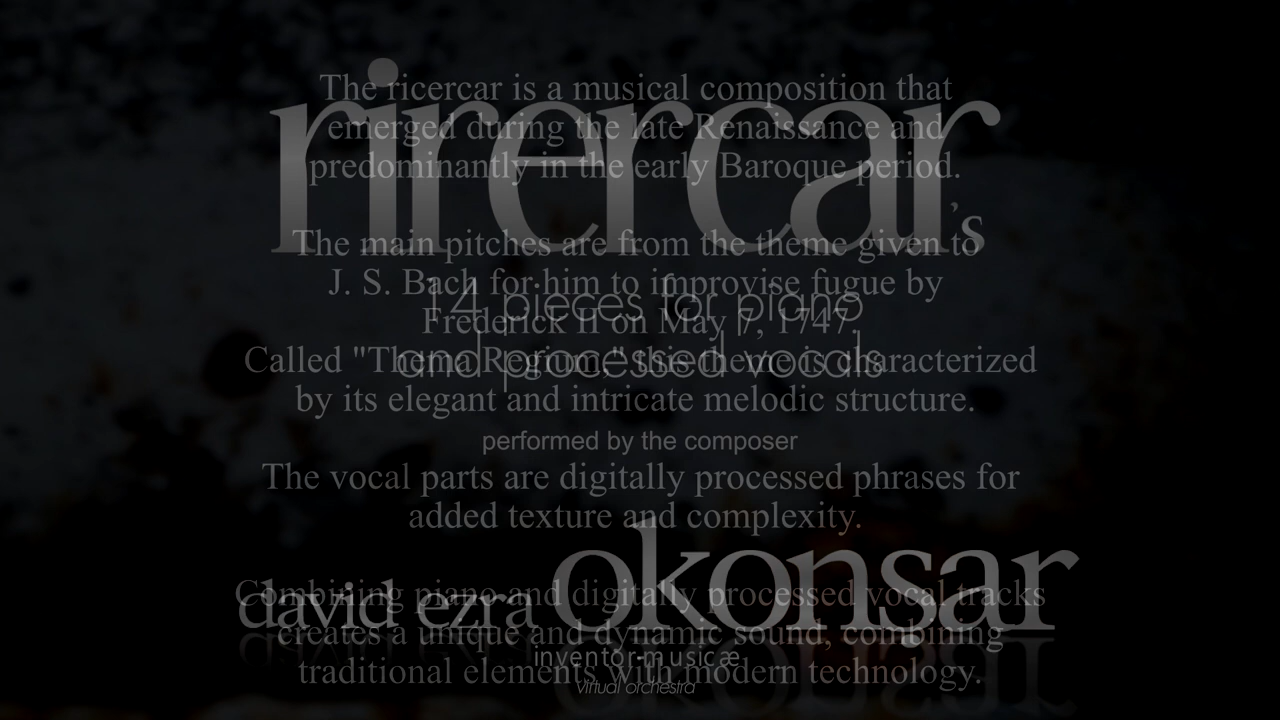 The ricercar is a musical composition that
emerged during the late Renaissance and
predominantly in the early Baroque period.
rirercar's
The main pitches are from the theme given to
J. S. Bach for him to improvise fugue by
Frederick II on May 7, 1747.
14 pieces for piano
and processed vocals
Called "Thema Regium," this theme is characterized
by its elegant and intricate melodic structure.
performed by the composer
The vocal parts are digitally processed phrases for
added texture and complexity.
david ezra okonsar
Combining piano and digitally processed vocal tracks
creates a unique and dynamic sound, combining
traditional elements with modern technology.
inventor-musicæ
Virtual orchestra